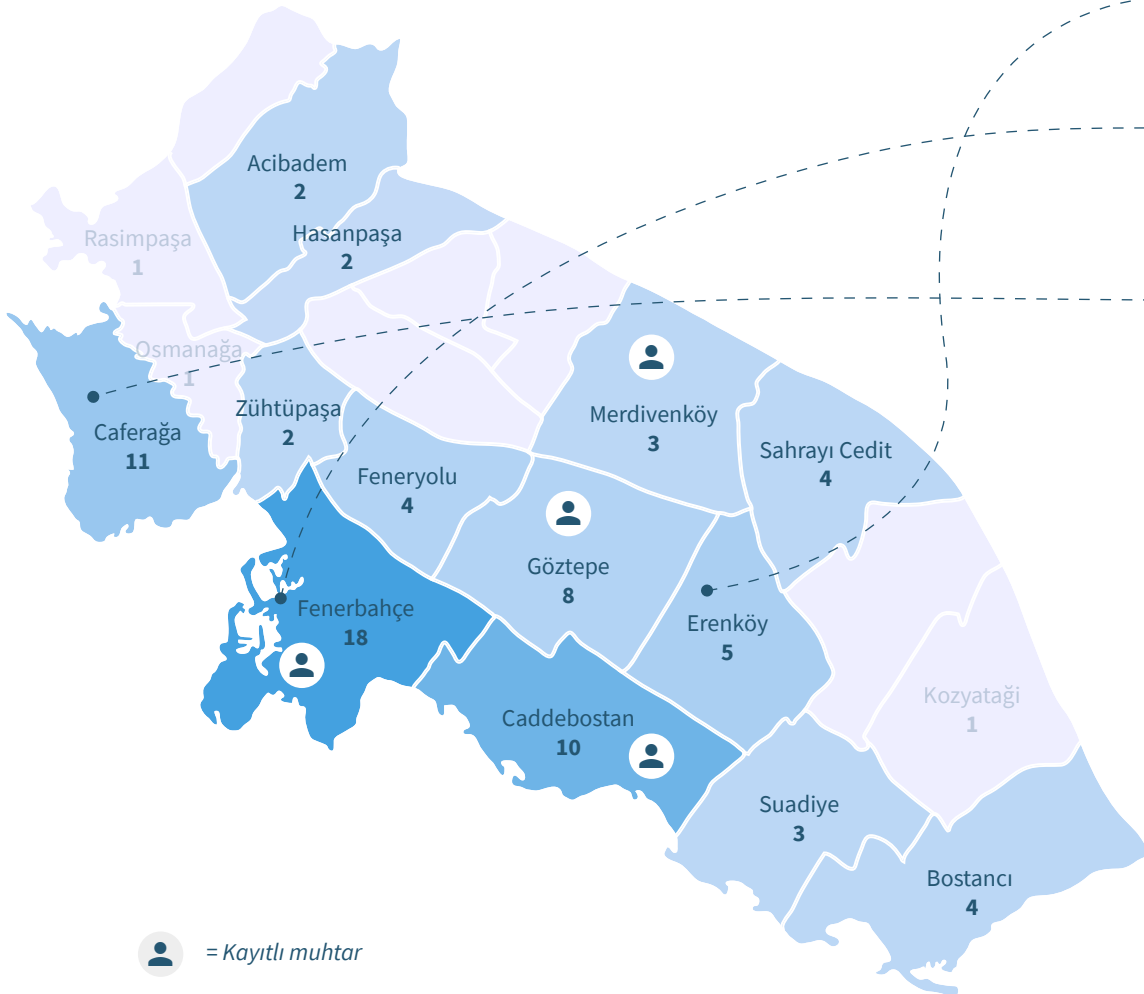 Acibadem
2
Hasanpaşa
2
Rasimpaşa
1
Osmanağa
1
Caferağa
11
Zühtüpaşa
2
Feneryolu
4
Merdivenköy
3
Sahrayı Cedit
4
Göztepe
8
Fenerbahçe
18
Erenköy
5
Caddebostan
10
Kozyataği
1
Suadiye
3
Bostancı
4
= Kayıtlı muhtar